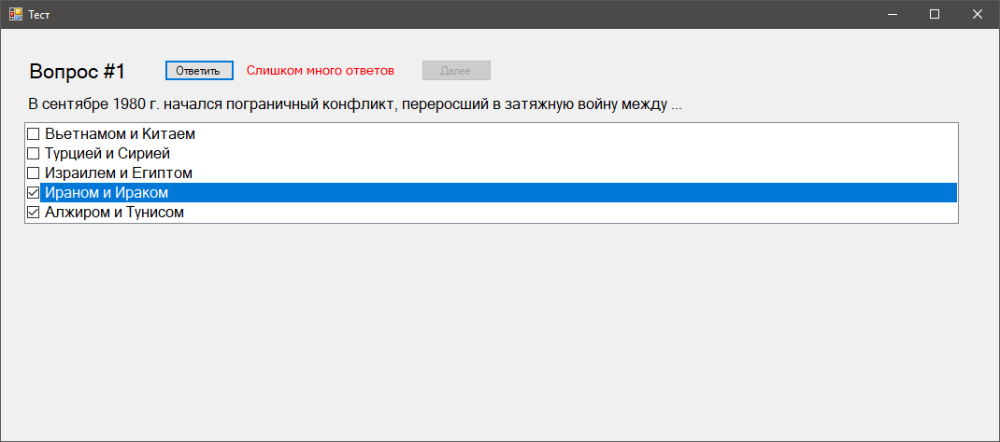 Тест
Вопрос #1 Ответить Слишком много ответов Далее
В сентябре 1980 г. начался пограничный конфликт, переросший в затяжную войну между ...
Вьетнамом и Китаем
Турцией и Сирией
Израилем и Египтом
Ираном и Ираком
Алжиром и Тунисом